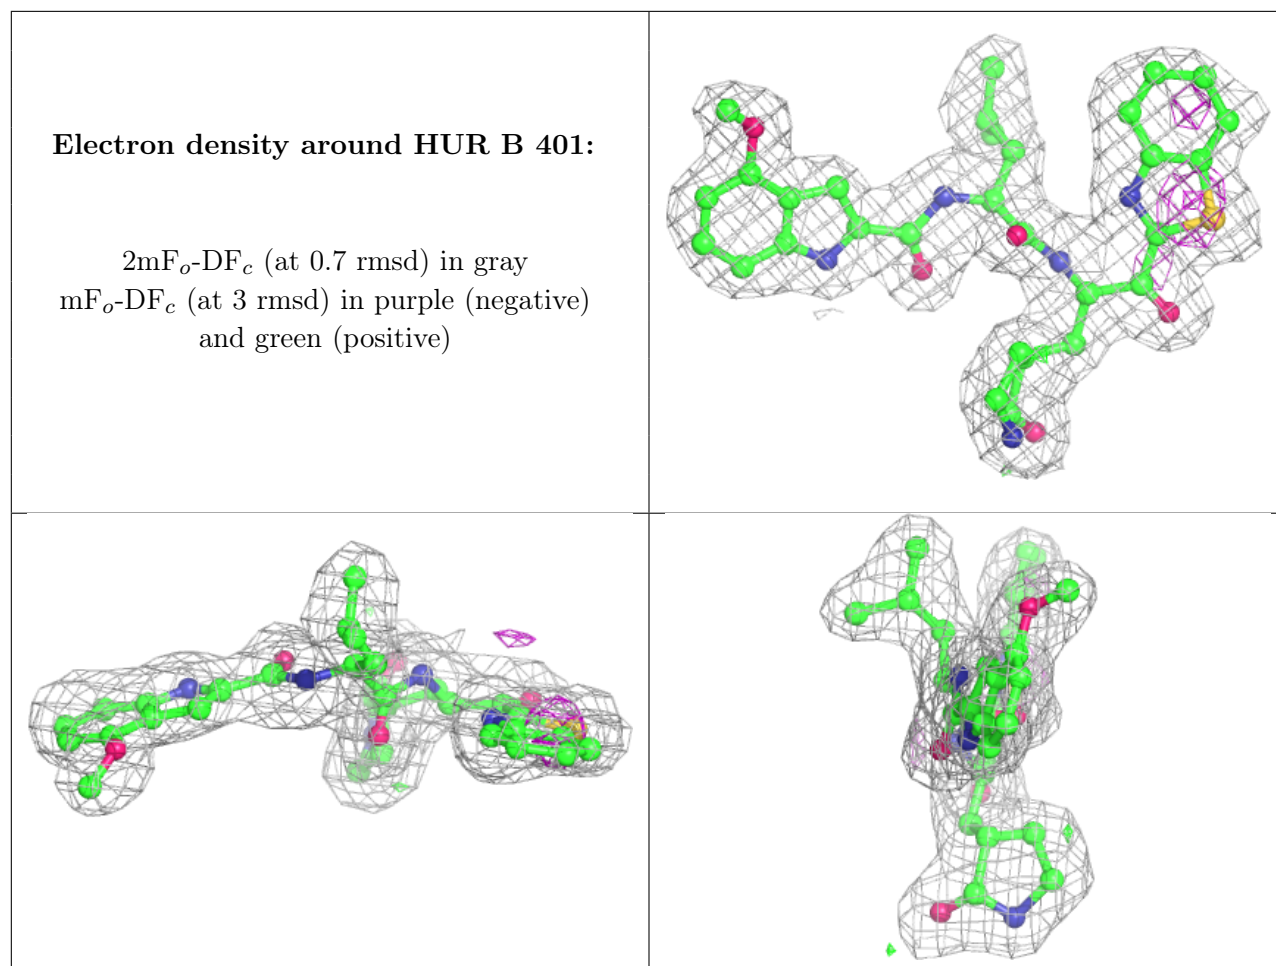 Electron density around HUR B 401:
2mFo-DFc (at 0.7 rmsd) in gray
mFo-DFc (at 3 rmsd) in purple (negative)
and green (positive)